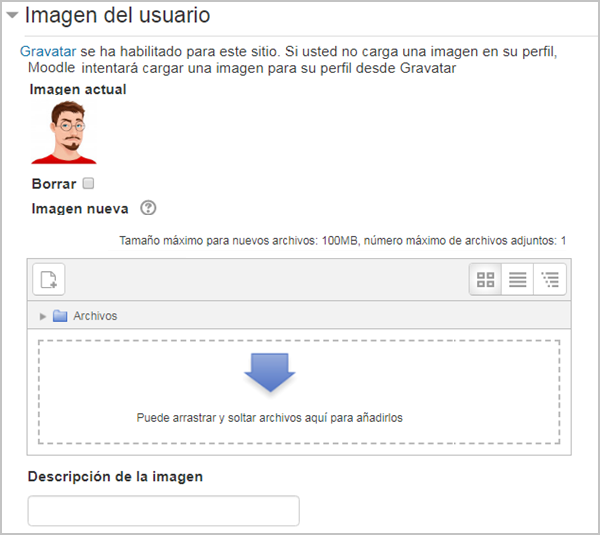 Imagen del usuario
Gravatar se ha habilitado para este sitio. Si usted no carga una imagen en su perfil,
Moodle intentará cargar una imagen para su perfil desde Gravatar
Imagen actual
Borrar
Imagen nueva
Tamaño máximo para nuevos archivos: 100MB, número máximo de archivos adjuntos: 1
Archivos
Puede arrastrar y soltar archivos aquí para añadirlos
Descripción de la imagen